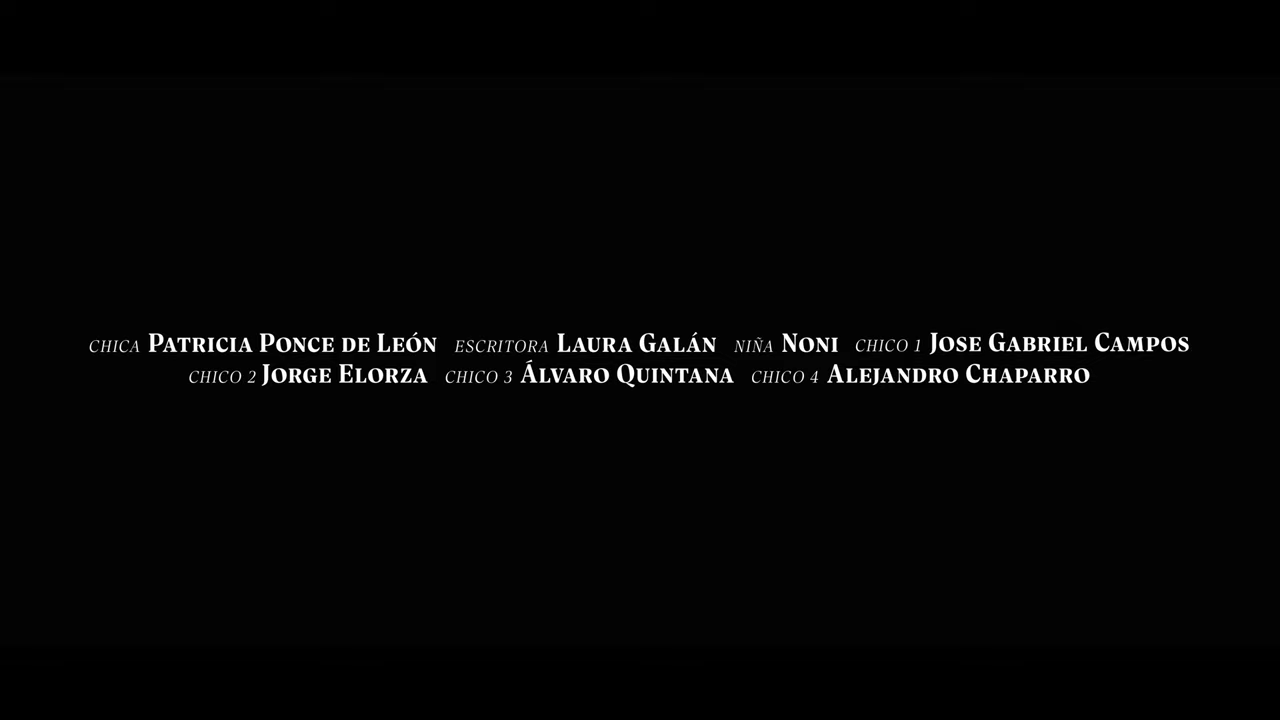 CHICA PATRICIA PONCE DE LEÓN ESCRITORA LAURA GALÁN NIÑA NONI CHICO 1 JOSE GABRIEL CAMPOS
CHICO 2 JORGE ELORZA CHICO 3 ÁLVARO QUINTANA CHICO 4 ALEJANDRO CHAPARRO